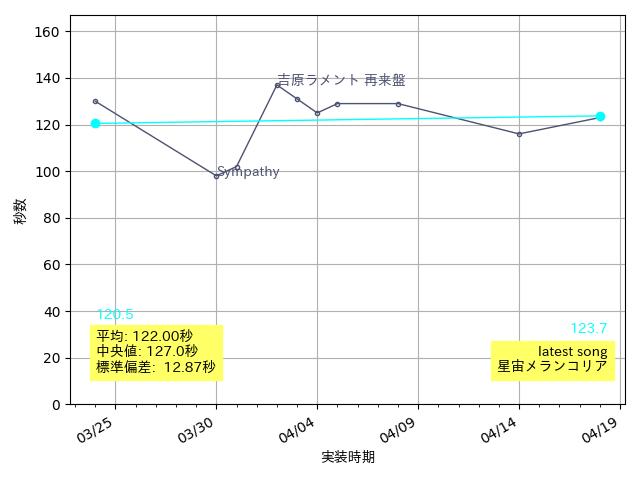 160
140
120
100
80
60
40
20
0
秒数
吉原ラメント 再来盤
Sympathy
120.5
平均: 122.00秒
中央値: 127.0秒
標準偏差: 12.87秒
123.7
latest song
星宙メランコリア
03/25
03/30
04/04
04/09
04/14
04/19
実装時期